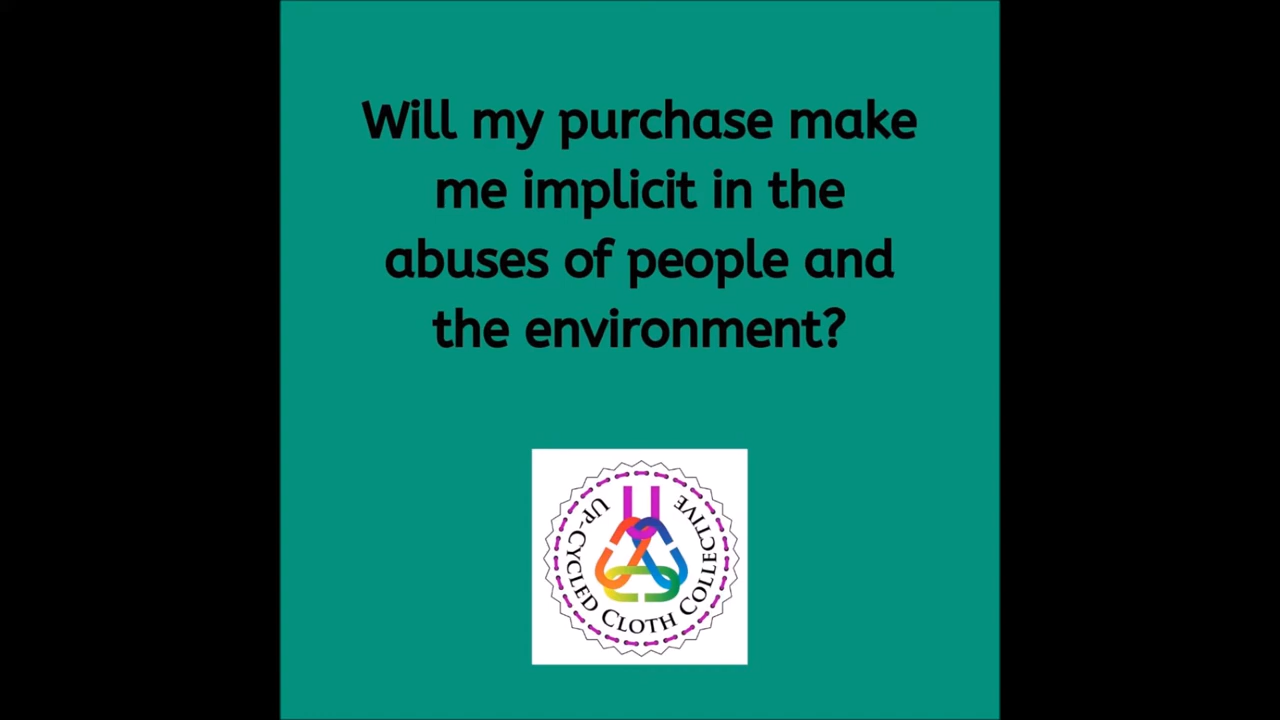 Will my purchase make
me implicit in the
abuses of people and
the environment?
UP-CYCLED CLOTH COLLECTIVE